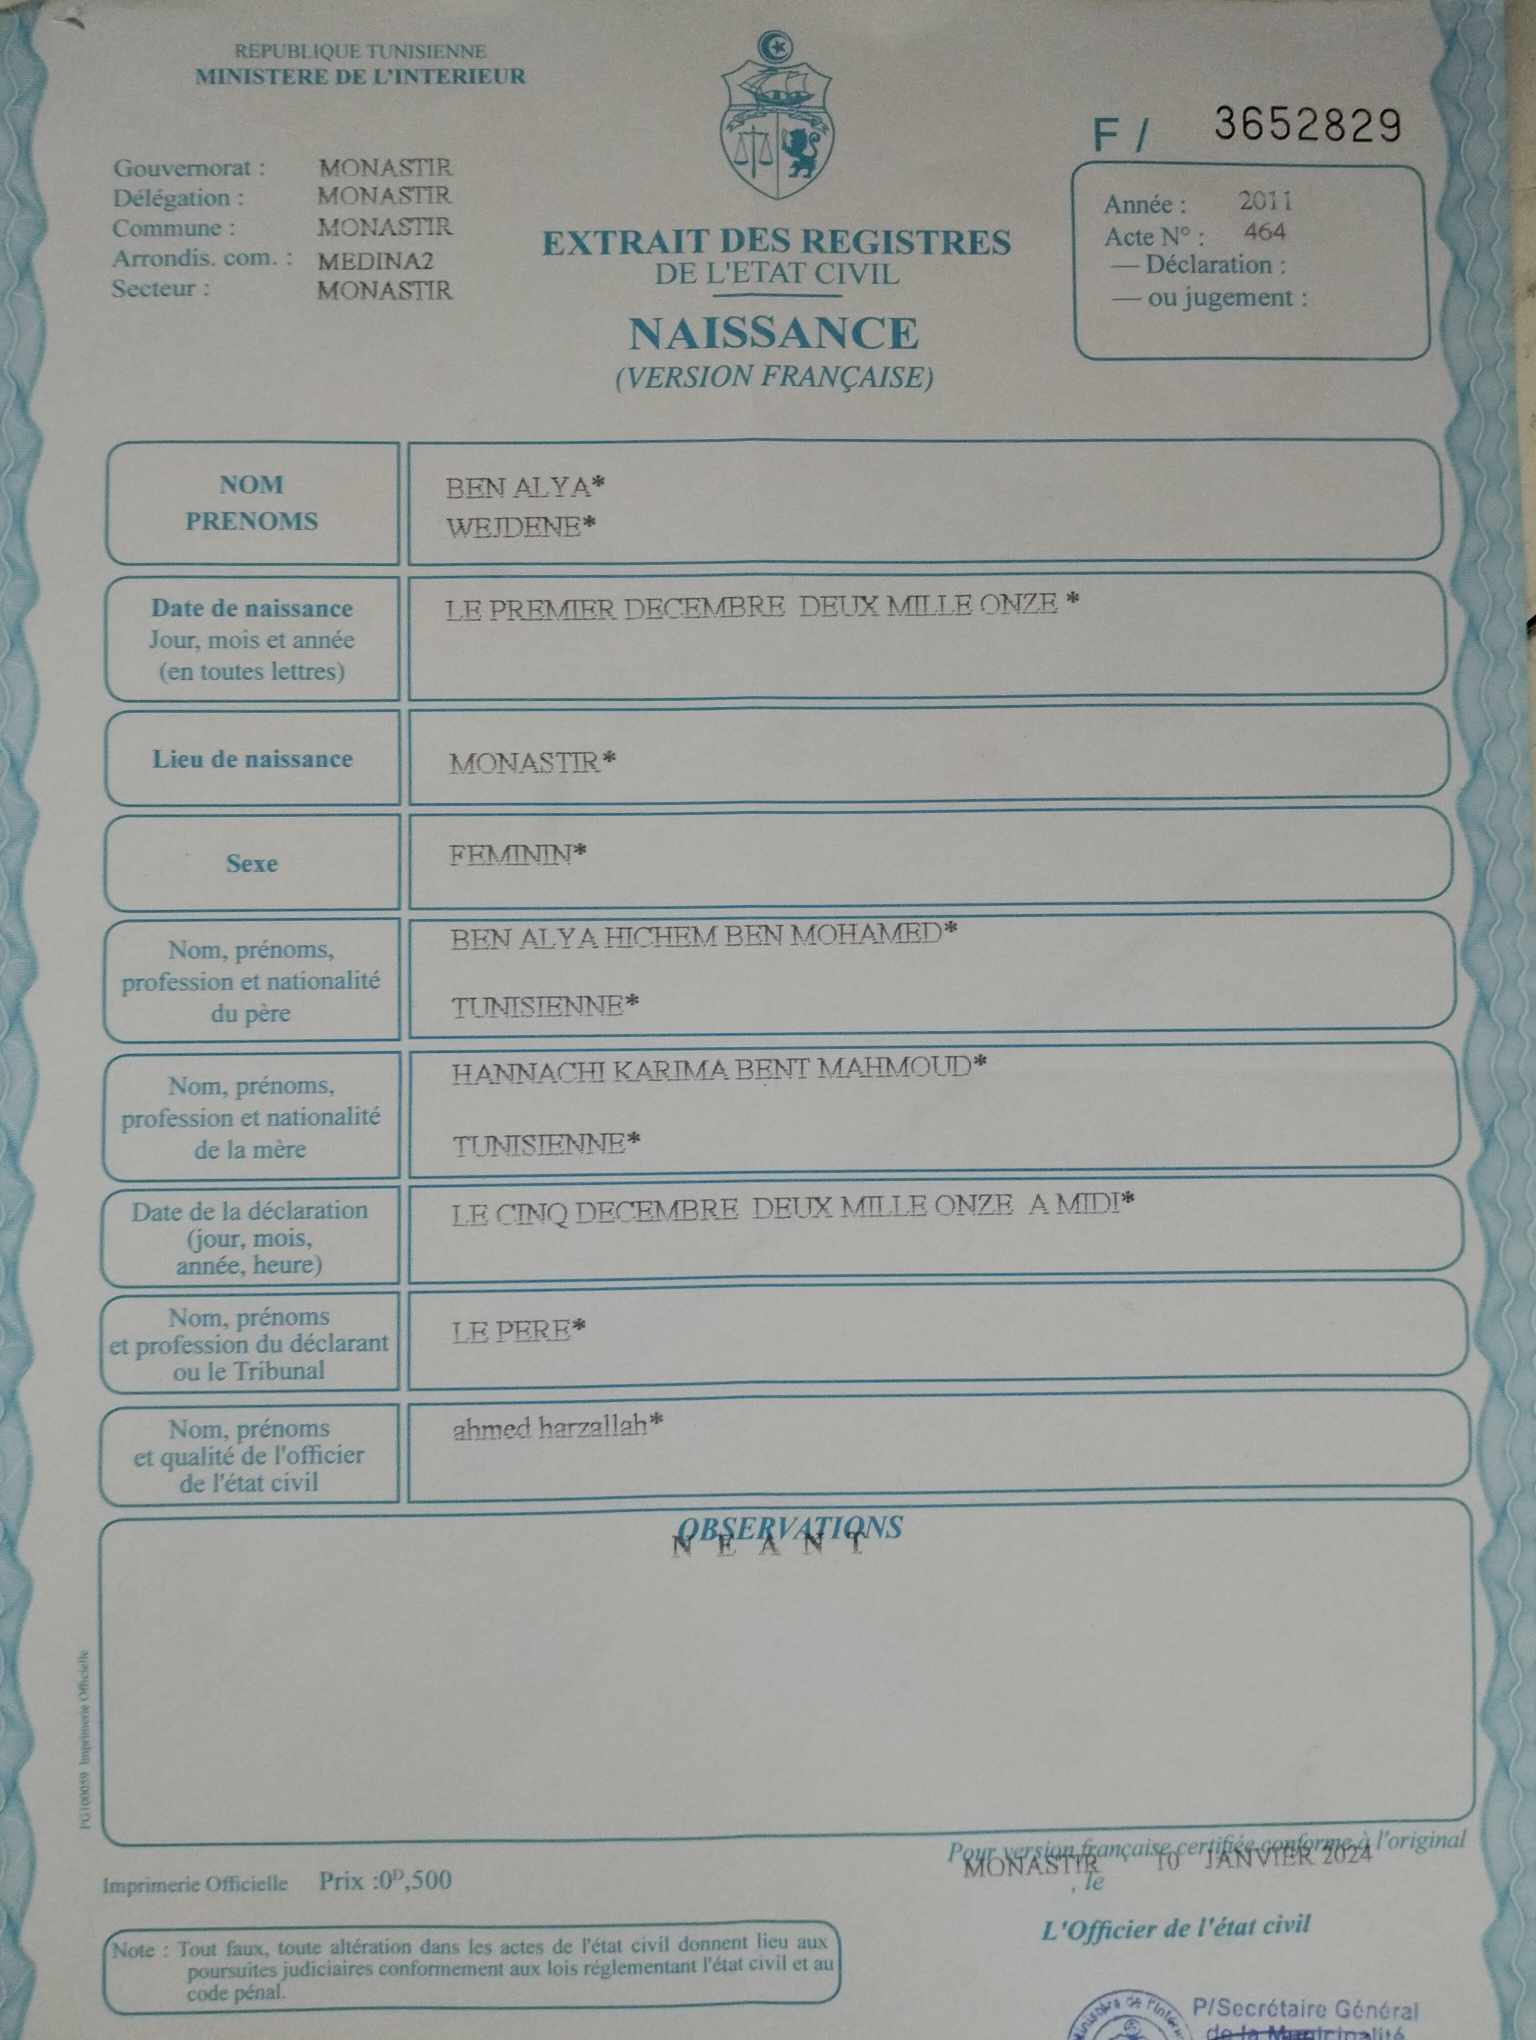 REPUBLIQUE TUNISIENNE
MINISTERE DE L'INTERIEUR
F / 3652829
Gouvernorat : MONASTIR
Délégation : MONASTIR
Commune : MONASTIR
Arrondis. com. : MEDINA2
Secteur : MONASTIR
EXTRAIT DES REGISTRES
DE L'ETAT CIVIL
NAISSANCE
(VERSION FRANÇAISE)
Année : 2011
Acte N° : 464
— Déclaration :
— ou jugement :
NOM
PRENOMS
BEN ALYA*
WEJDENE*
Date de naissance
Jour, mois et année
(en toutes lettres)
LE PREMIER DECEMBRE DEUX MILLE ONZE *
Lieu de naissance
MONASTIR*
Sexe
FEMININ*
Nom, prénoms,
profession et nationalité
du père
BEN ALYA HICHEM BEN MOHAMED*
TUNISIENNE*
Nom, prénoms,
profession et nationalité
de la mère
HANNACHI KARIMA BENT MAHMOUD*
TUNISIENNE*
Date de la déclaration
(jour, mois,
année, heure)
LE CINQ DECEMBRE DEUX MILLE ONZE A MIDI*
Nom, prénoms
et profession du déclarant
ou le Tribunal
LE PERE*
Nom, prénoms
et qualité de l'officier
de l'état civil
ahmed harzallah*
OBSERVATIONS
N E A N T
PG100059 Imprimerie Officielle
Pour version française certifiée conforme à l'original
MONASTIR 10 JANVIER 2024
, le
Imprimerie Officielle Prix :0ᴰ,500
L'Officier de l'état civil
Note : Tout faux, toute altération dans les actes de l'état civil donnent lieu aux
poursuites judiciaires conformement aux lois réglementant l'état civil et au
code pénal.
Ministère de l'Intér
P/Secrétaire Général
de la Municipalité